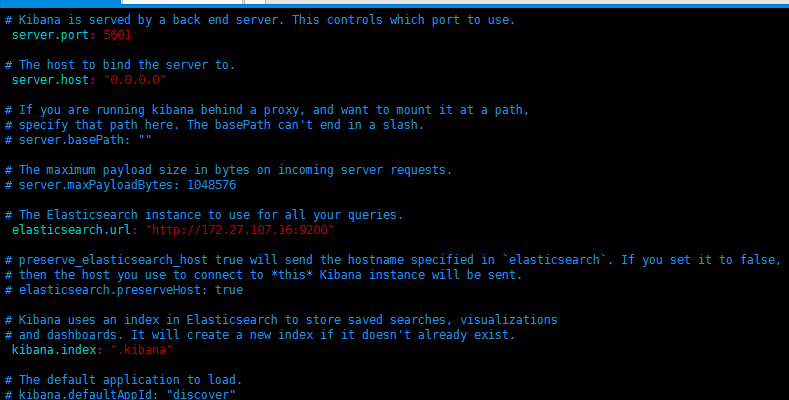 # Kibana is served by a back end server. This controls which port to use.
server.port: 5601
# The host to bind the server to.
server.host: "0.0.0.0"
# If you are running kibana behind a proxy, and want to mount it at a path,
# specify that path here. The basePath can't end in a slash.
# server.basePath: ""
# The maximum payload size in bytes on incoming server requests.
# server.maxPayloadBytes: 1048576
# The Elasticsearch instance to use for all your queries.
elasticsearch.url: "http://172.27.107.16:9200"
# preserve_elasticsearch_host true will send the hostname specified in `elasticsearch`. If you set it to false,
# then the host you use to connect to *this* Kibana instance will be sent.
# elasticsearch.preserveHost: true
# Kibana uses an index in Elasticsearch to store saved searches, visualizations
# and dashboards. It will create a new index if it doesn't already exist.
kibana.index: ".kibana"
# The default application to load.
# kibana.defaultAppId: "discover"